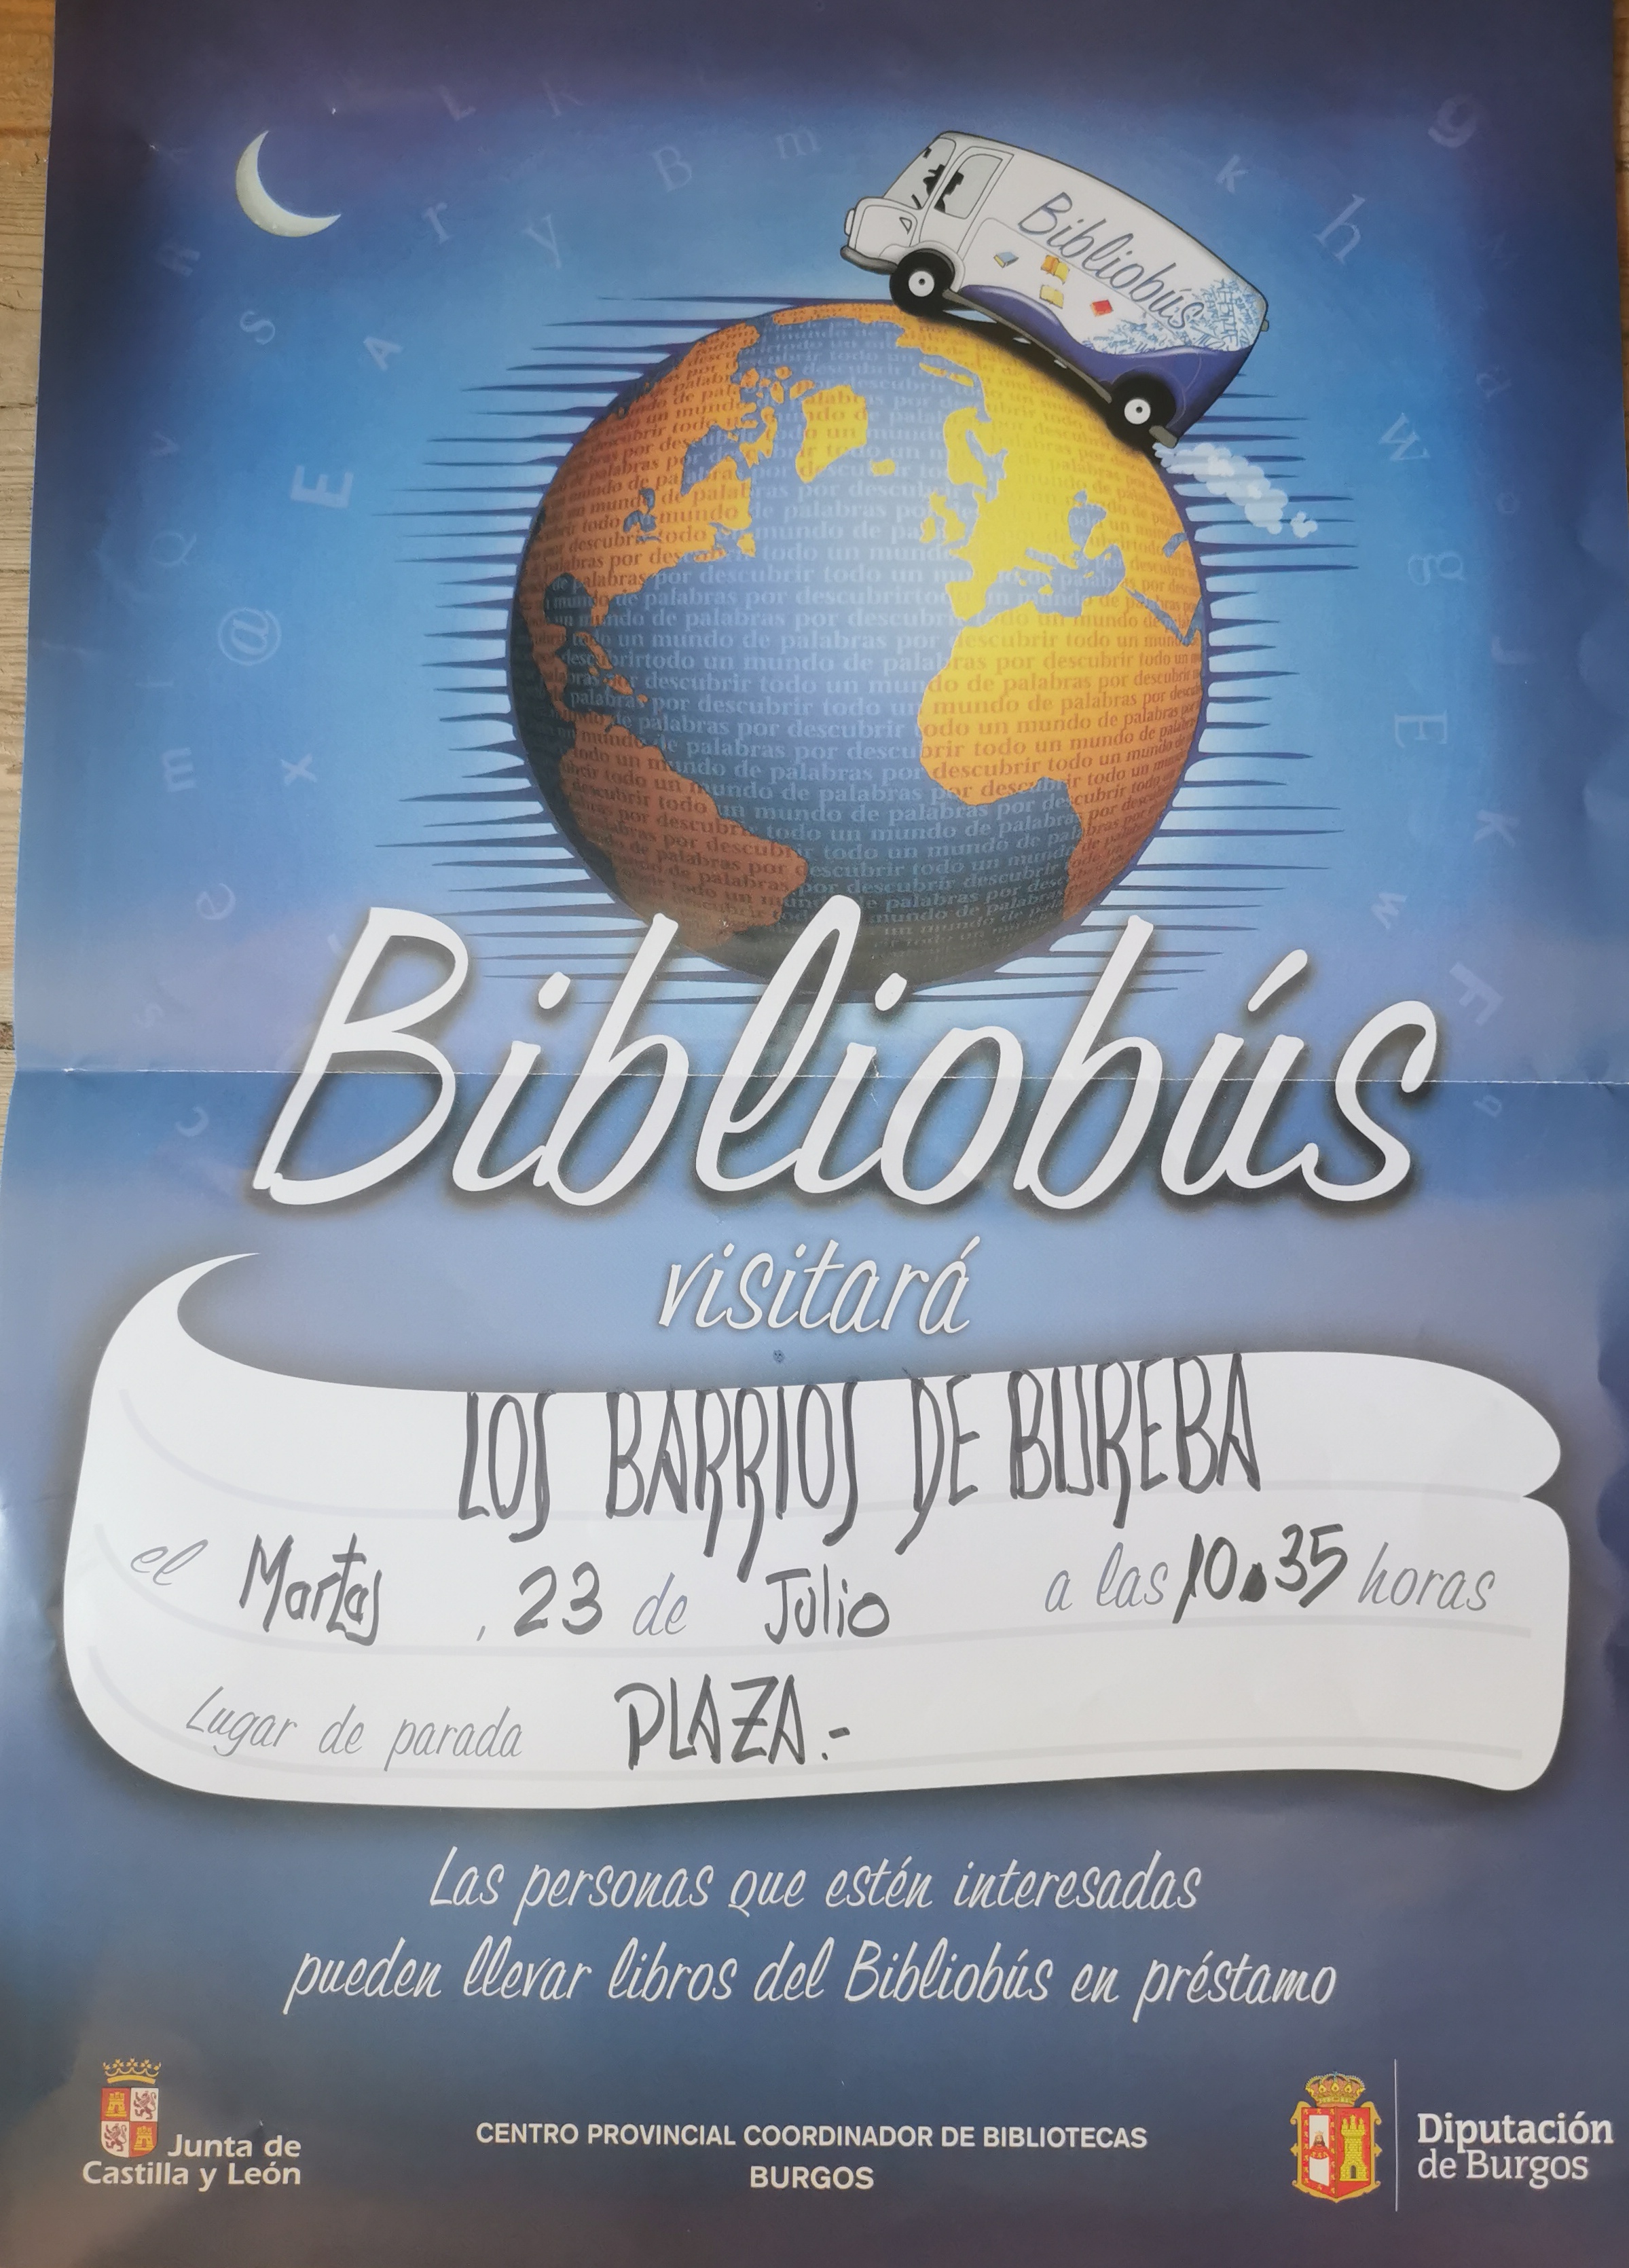 Bibliobús
Bibliobús
visitará
LOS BARRIOS DE BUREBA
el Martes, 23 de Julio a las 10.35 horas
Lugar de parada PLAZA.-
Las personas que estén interesadas
pueden llevar libros del Bibliobús en préstamo
Junta de
Castilla y León
CENTRO PROVINCIAL COORDINADOR DE BIBLIOTECAS
BURGOS
Diputación
de Burgos